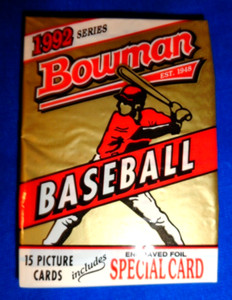 1992 SERIES
Bowman
EST. 1948
BASEBALL
15 PICTURE
CARDS
includes
ENGRAVED FOIL
SPECIAL CARD